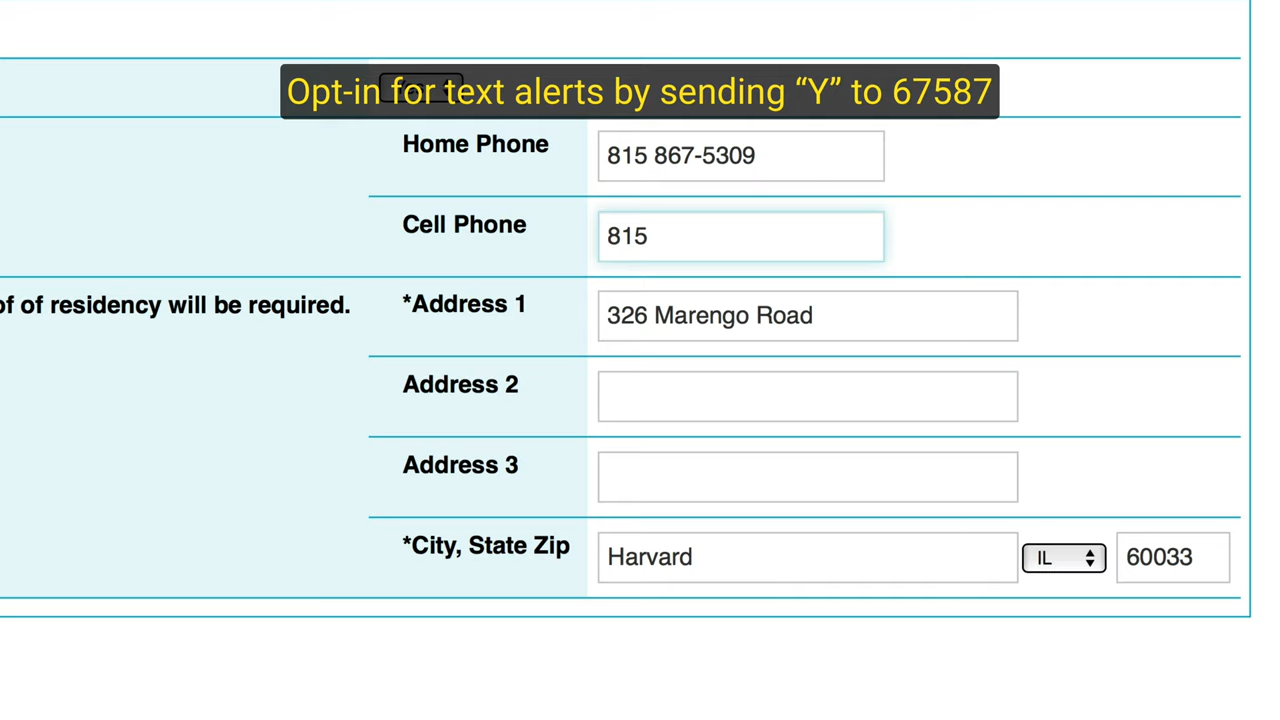 Opt-in for text alerts by sending “Y” to 67587
Home Phone
815 867-5309
Cell Phone
815
of of residency will be required.
*Address 1
326 Marengo Road
Address 2
Address 3
*City, State Zip
Harvard
IL
60033